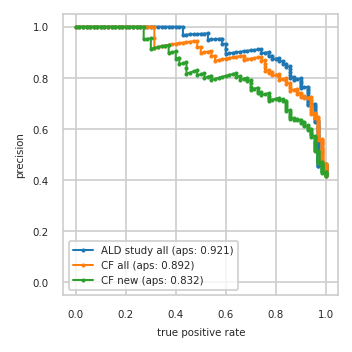 1.0
0.8
0.6
0.4
0.2
0.0
precision
ALD study all (aps: 0.921)
CF all (aps: 0.892)
CF new (aps: 0.832)
0.0 0.2 0.4 0.6 0.8 1.0
true positive rate